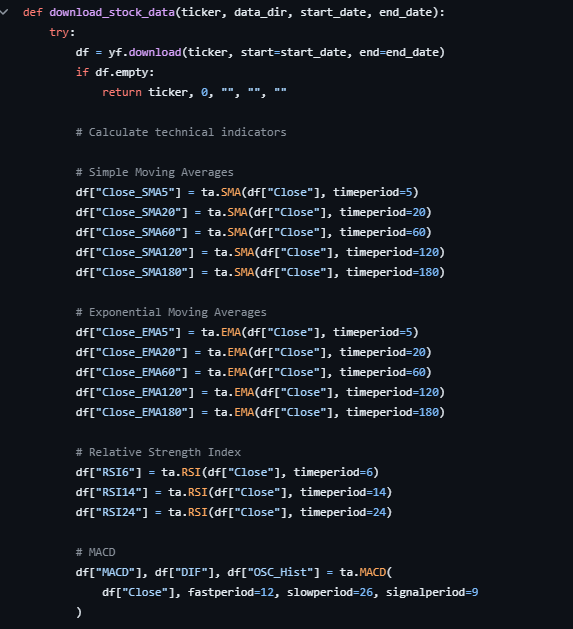 def download_stock_data(ticker, data_dir, start_date, end_date):
    try:
        df = yf.download(ticker, start=start_date, end=end_date)
        if df.empty:
            return ticker, 0, "", "", ""

        # Calculate technical indicators

        # Simple Moving Averages
        df["Close_SMA5"] = ta.SMA(df["Close"], timeperiod=5)
        df["Close_SMA20"] = ta.SMA(df["Close"], timeperiod=20)
        df["Close_SMA60"] = ta.SMA(df["Close"], timeperiod=60)
        df["Close_SMA120"] = ta.SMA(df["Close"], timeperiod=120)
        df["Close_SMA180"] = ta.SMA(df["Close"], timeperiod=180)

        # Exponential Moving Averages
        df["Close_EMA5"] = ta.EMA(df["Close"], timeperiod=5)
        df["Close_EMA20"] = ta.EMA(df["Close"], timeperiod=20)
        df["Close_EMA60"] = ta.EMA(df["Close"], timeperiod=60)
        df["Close_EMA120"] = ta.EMA(df["Close"], timeperiod=120)
        df["Close_EMA180"] = ta.EMA(df["Close"], timeperiod=180)

        # Relative Strength Index
        df["RSI6"] = ta.RSI(df["Close"], timeperiod=6)
        df["RSI14"] = ta.RSI(df["Close"], timeperiod=14)
        df["RSI24"] = ta.RSI(df["Close"], timeperiod=24)

        # MACD
        df["MACD"], df["DIF"], df["OSC_Hist"] = ta.MACD(
            df["Close"], fastperiod=12, slowperiod=26, signalperiod=9
        )